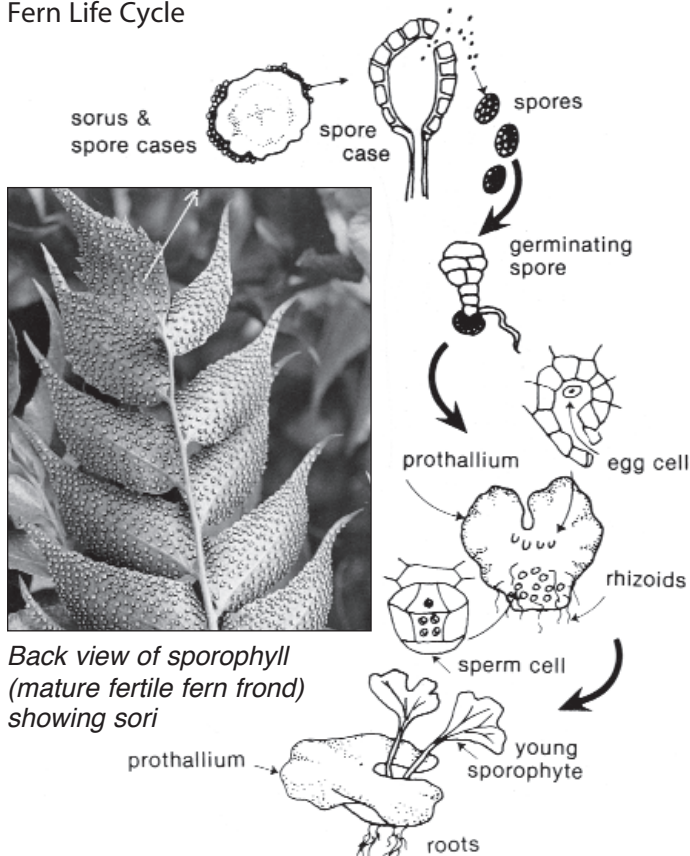 Fern Life Cycle
sorus &
spore cases
spore
case
spores
germinating
spore
prothallium
egg cell
rhizoids
sperm cell
Back view of sporophyll
(mature fertile fern frond)
showing sori
prothallium
young
sporophyte
roots